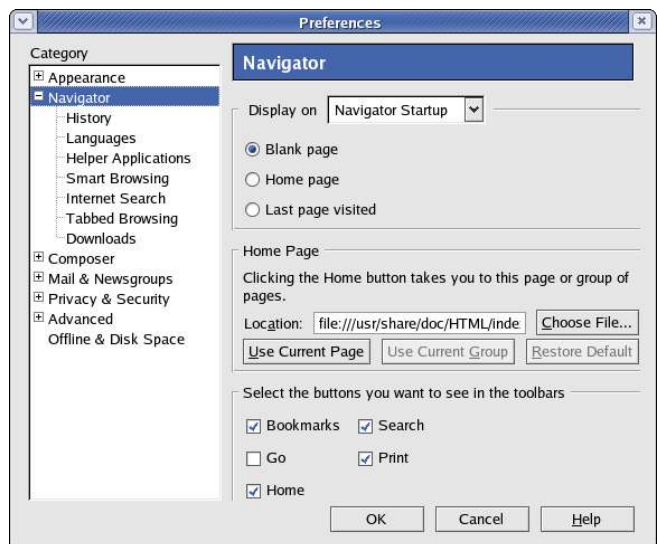 Preferences
Category
Appearance
Navigator
History
Languages
Helper Applications
Smart Browsing
Internet Search
Tabbed Browsing
Downloads
Composer
Mail & Newsgroups
Privacy & Security
Advanced
Offline & Disk Space
Navigator
Display on Navigator Startup
Blank page
Home page
Last page visited
Home Page
Clicking the Home button takes you to this page or group of
pages.
Location: file:///usr/share/doc/HTML/inde Choose File...
Use Current Page Use Current Group Restore Default
Select the buttons you want to see in the toolbars
Bookmarks Search
Go Print
Home
OK Cancel Help